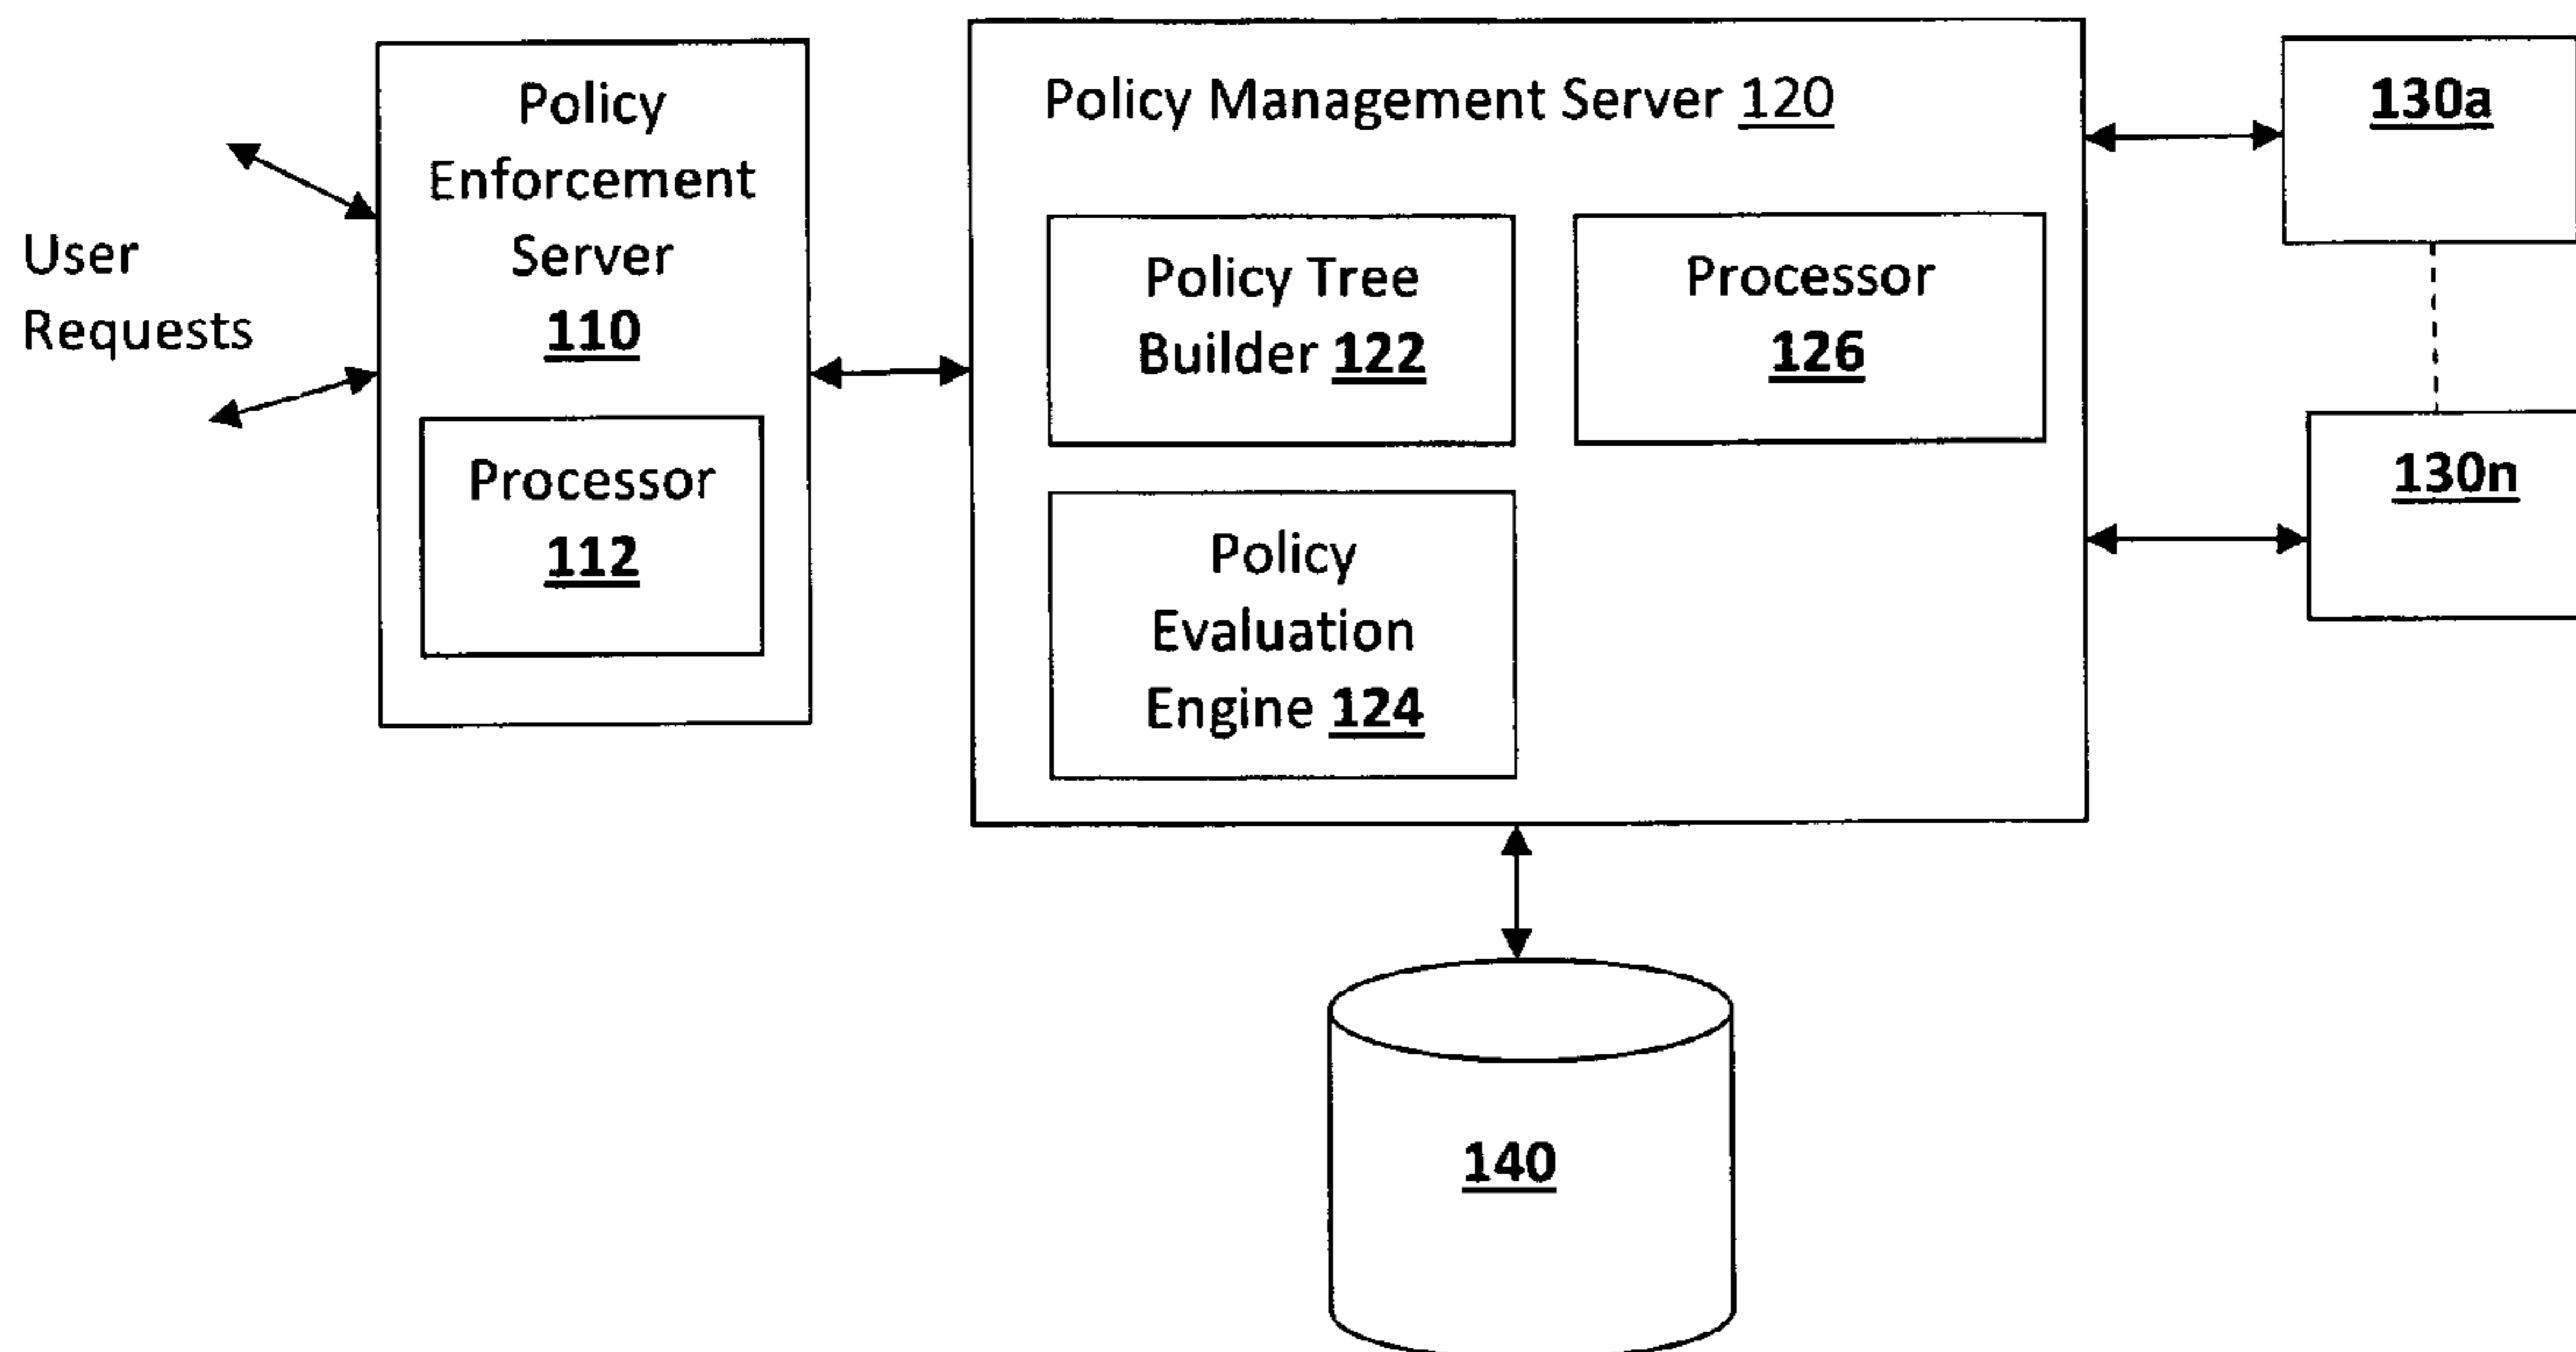 User
Requests
Policy
Enforcement
Server
110
Processor
112
Policy Management Server 120
Policy Tree
Builder 122
Processor
126
Policy
Evaluation
Engine 124
130a
130n
140